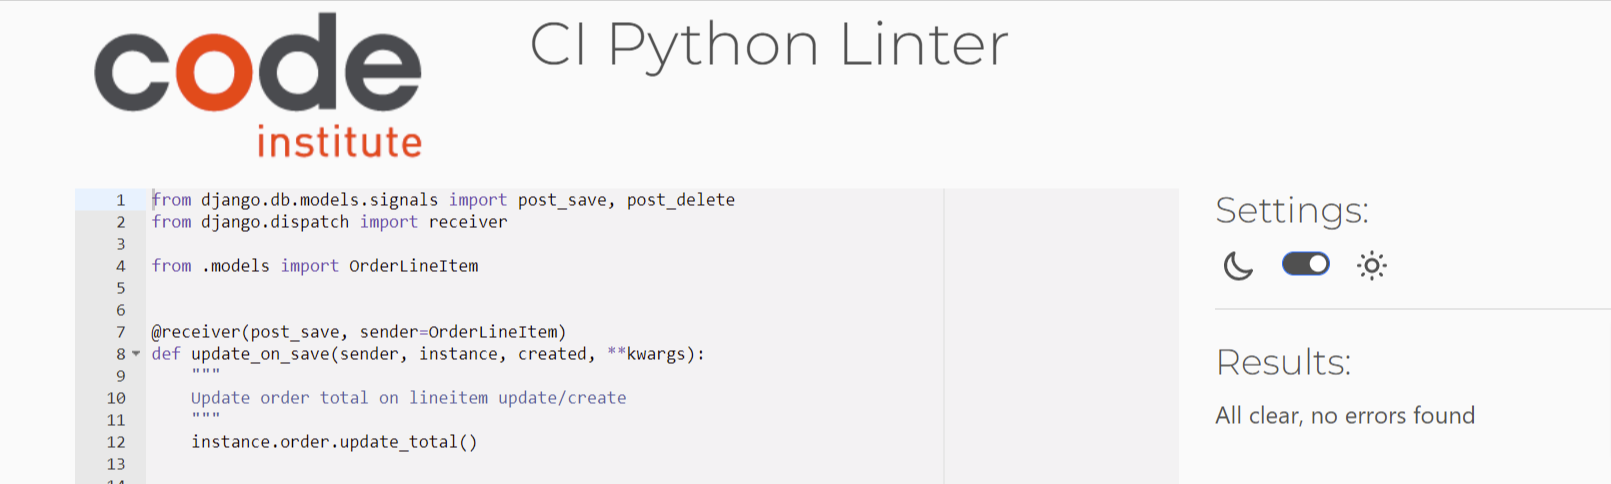 code
institute
CI Python Linter
1 from django.db.models.signals import post_save, post_delete
2 from django.dispatch import receiver
3
4 from .models import OrderLineItem
5
6
7 @receiver(post_save, sender=OrderLineItem)
8 def update_on_save(sender, instance, created, **kwargs):
9     """
10     Update order total on lineitem update/create
11     """
12     instance.order.update_total()
13
Settings:
Results:
All clear, no errors found